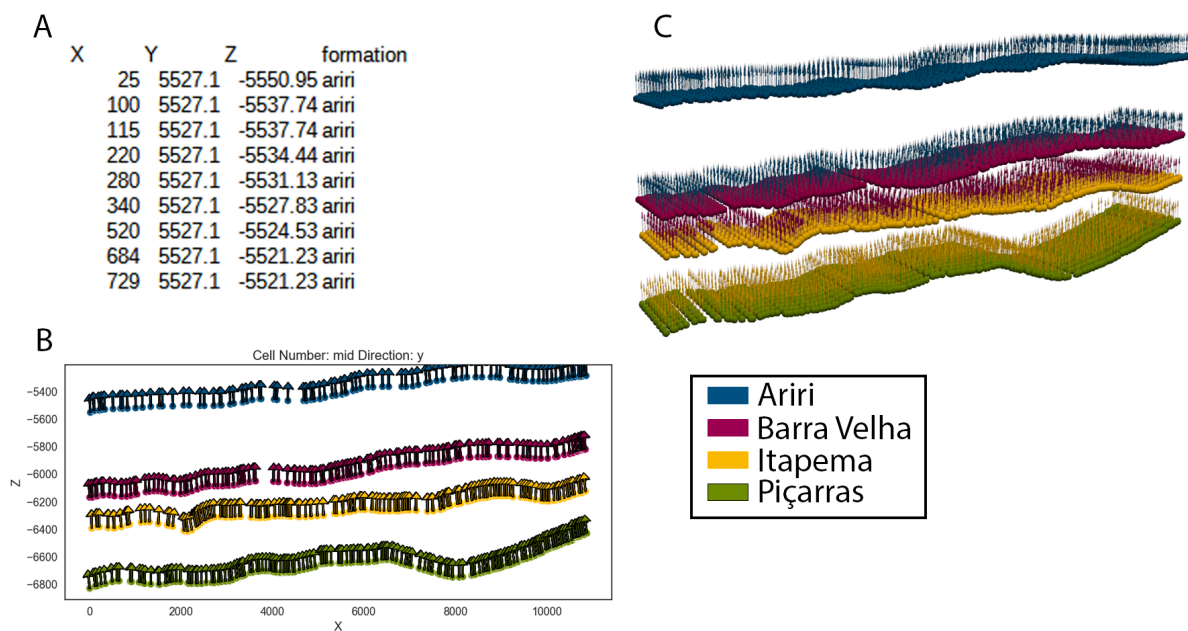 A
X Y Z formation
25 5527.1 -5550.95 ariri
100 5527.1 -5537.74 ariri
115 5527.1 -5537.74 ariri
220 5527.1 -5534.44 ariri
280 5527.1 -5531.13 ariri
340 5527.1 -5527.83 ariri
520 5527.1 -5524.53 ariri
684 5527.1 -5521.23 ariri
729 5527.1 -5521.23 ariri
B
Cell Number: mid Direction: y
−5400
−5600
−5800
−6000
−6200
−6400
−6600
−6800
Z
0 2000 4000 6000 8000 10000
X
C
Ariri
Barra Velha
Itapema
Piçarras